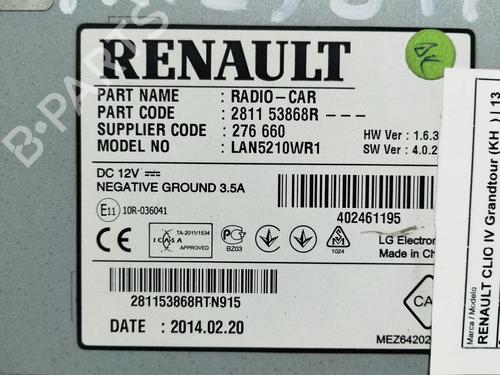 RENAULT
PART NAME : RADIO-CAR
PART CODE : 2811 53868R ---
SUPPLIER CODE : 276 660
MODEL NO : LAN5210WR1
HW Ver : 1.6.3
SW Ver : 4.0.2
DC 12V
NEGATIVE GROUND 3.5A
E11 10R-036041
402461195
ICASA
TA-2011/1534
APPROVED
BZ03
1024
LG Electron
Made in Ch
281153868RTN915
DATE : 2014.02.20
CA
MEZ64202
B-PARTS
Marca / Modelo
RENAULT CLIO IV Grandtour (KH_) | 13